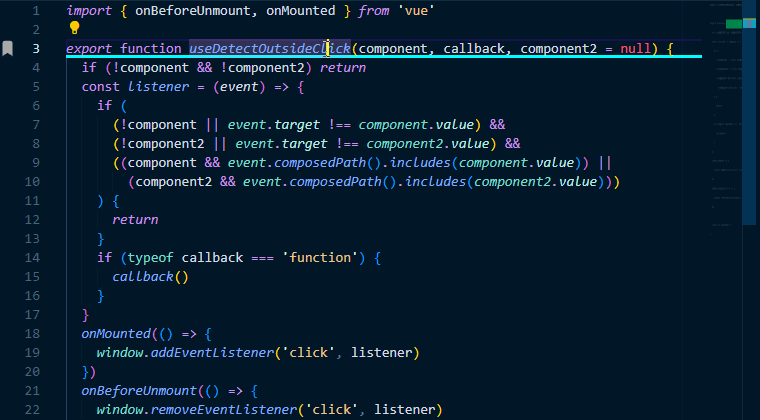 1 import { onBeforeUnmount, onMounted } from 'vue'
2
3 export function useDetectOutsideClick(component, callback, component2 = null) {
4 if (!component && !component2) return
5 const listener = (event) => {
6 if (
7 (!component || event.target !== component.value) &&
8 (!component2 || event.target !== component2.value) &&
9 ((component && event.composedPath().includes(component.value)) ||
10 (component2 && event.composedPath().includes(component2.value)))
11 ) {
12 return
13 }
14 if (typeof callback === 'function') {
15 callback()
16 }
17 }
18 onMounted(() => {
19 window.addEventListener('click', listener)
20 })
21 onBeforeUnmount(() => {
22 window.removeEventListener('click', listener)